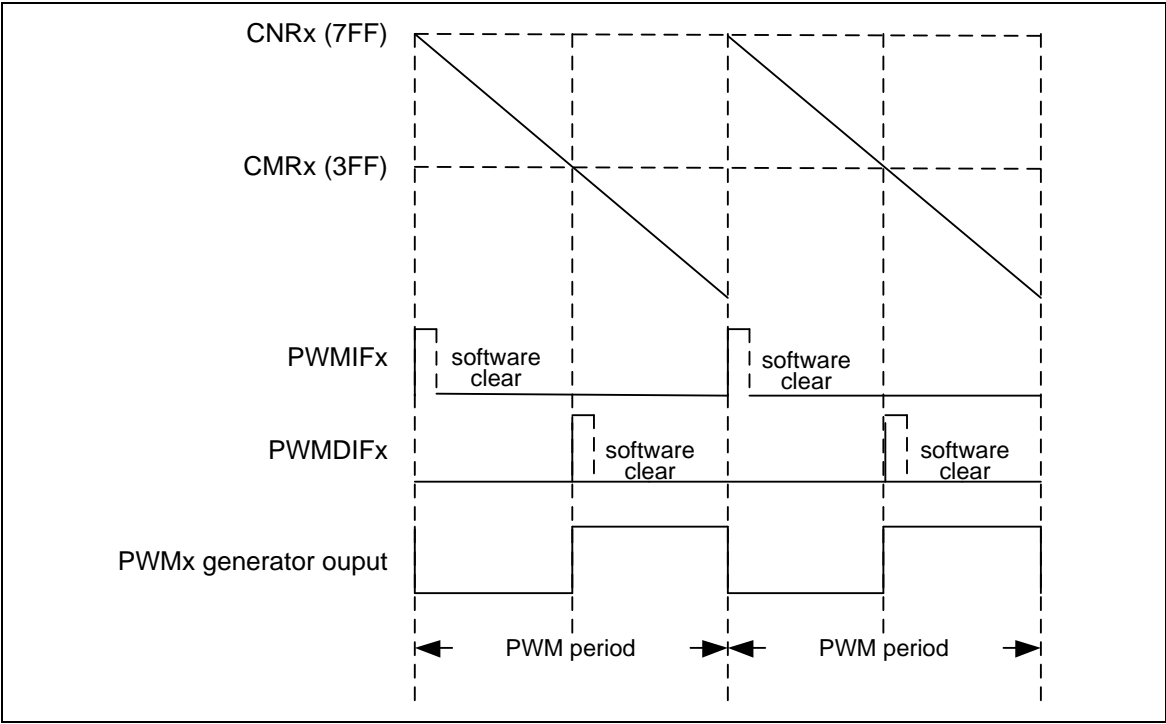 CNRx (7FF)
CMRx (3FF)
PWMIFx
software
clear
software
clear
PWMDIFx
software
clear
software
clear
PWMx generator ouput
PWM period
PWM period